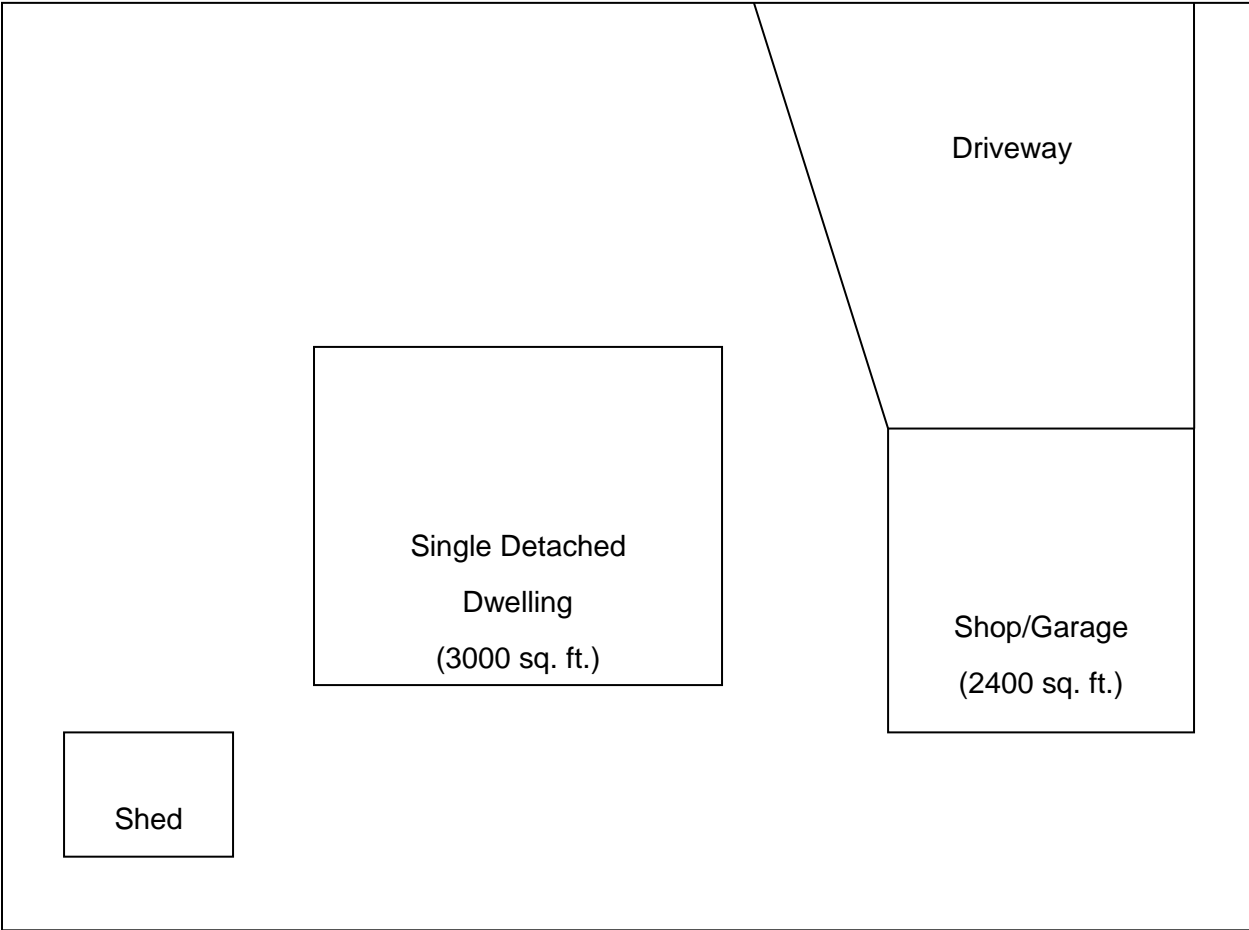 Driveway
Single Detached
Dwelling
(3000 sq. ft.)
Shop/Garage
(2400 sq. ft.)
Shed